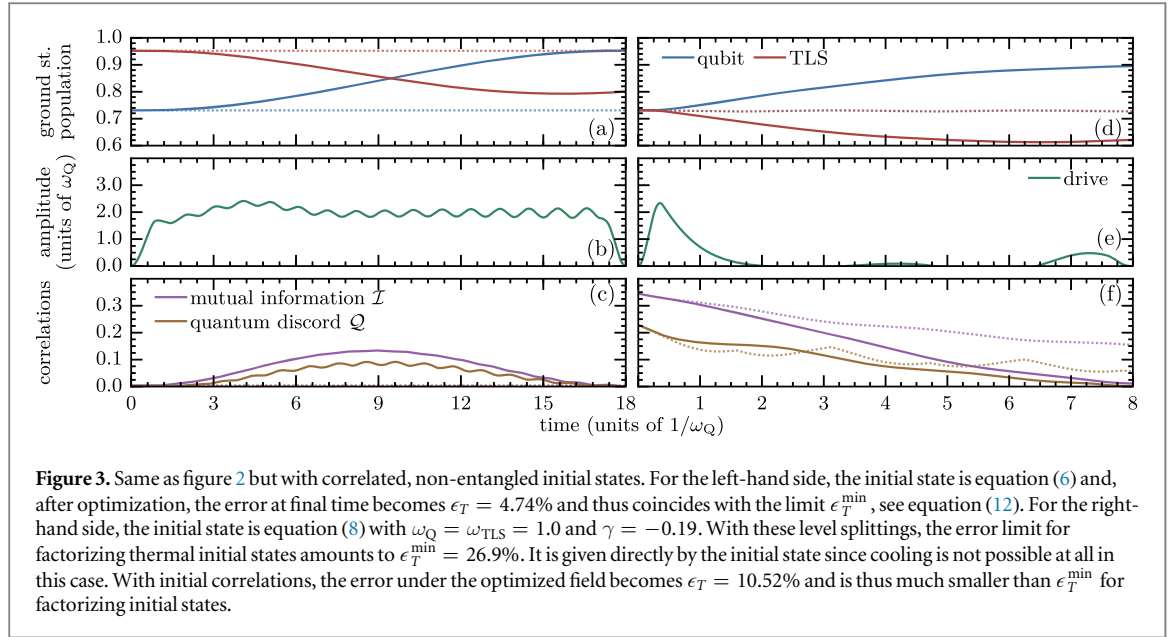 ground st.
population
1.0
0.9
0.8
0.7
0.6
(a)
qubit
TLS
(d)
amplitude
(units of ωQ)
3.0
2.0
1.0
0.0
(b)
drive
(e)
correlations
0.3
0.2
0.1
0.0
mutual information I
quantum discord Q
(c)
(f)
0 3 6 9 12 15 18
1 2 3 4 5 6 7 8
time (units of 1/ωQ)
Figure 3. Same as figure 2 but with correlated, non-entangled initial states. For the left-hand side, the initial state is equation (6) and,
after optimization, the error at final time becomes ϵT = 4.74% and thus coincides with the limit ϵT^min, see equation (12). For the right-
hand side, the initial state is equation (8) with ωQ = ωTLS = 1.0 and γ = −0.19. With these level splittings, the error limit for
factorizing thermal initial states amounts to ϵT^min = 26.9%. It is given directly by the initial state since cooling is not possible at all in
this case. With initial correlations, the error under the optimized field becomes ϵT = 10.52% and is thus much smaller than ϵT^min for
factorizing initial states.